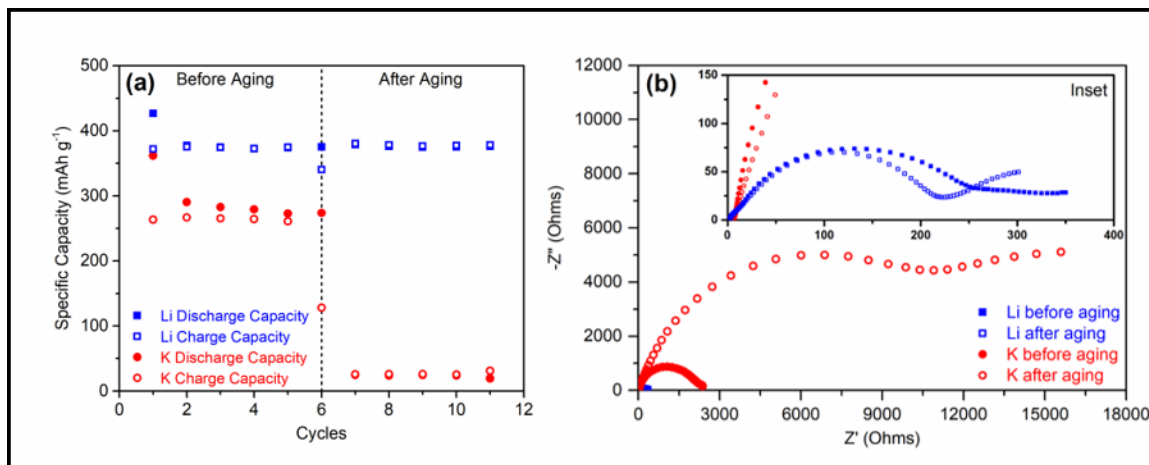 (a)
Before Aging
After Aging
500
400
300
200
100
0
Specific Capacity (mAh g-1)
Li Discharge Capacity
Li Charge Capacity
K Discharge Capacity
K Charge Capacity
0 2 4 6 8 10 12
Cycles
(b)
12000
10000
8000
6000
4000
2000
0
-Z" (Ohms)
Inset
150
100
50
0
0 100 200 300 400
Li before aging
Li after aging
K before aging
K after aging
0 3000 6000 9000 12000 15000 18000
Z' (Ohms)